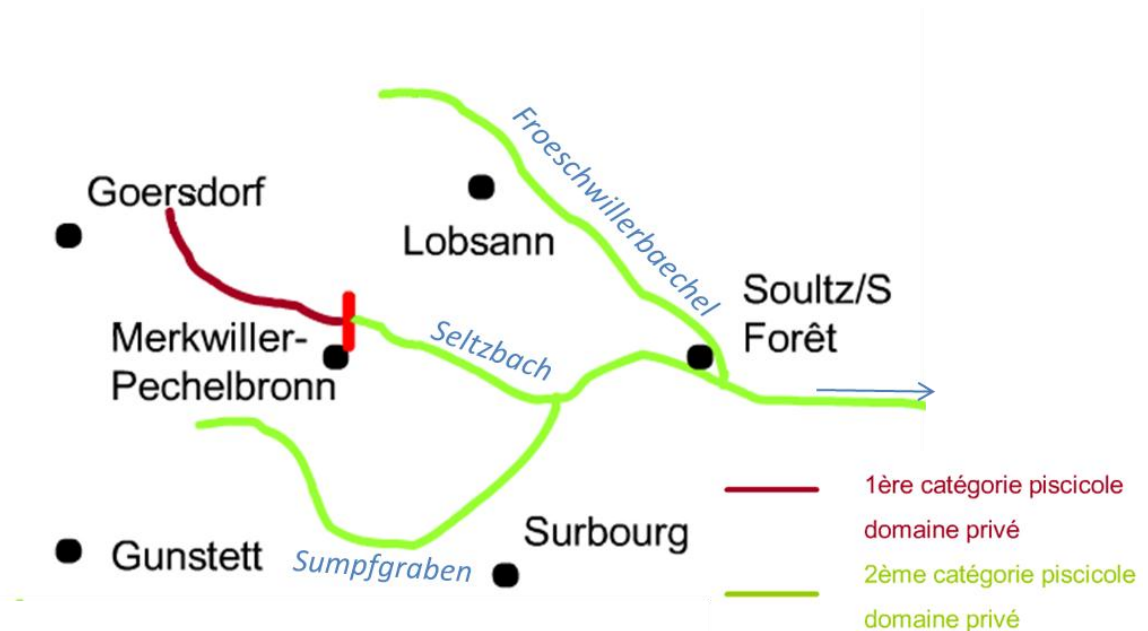 Froeschwillerbaechel
Goersdorf
Lobsann
Soultz/S
Forêt
Merkwiller-
Pechelbronn
Seltzbach
1ère catégorie piscicole
domaine privé
Surbourg
Gunstett
Sumpfgraben
2ème catégorie piscicole
domaine privé